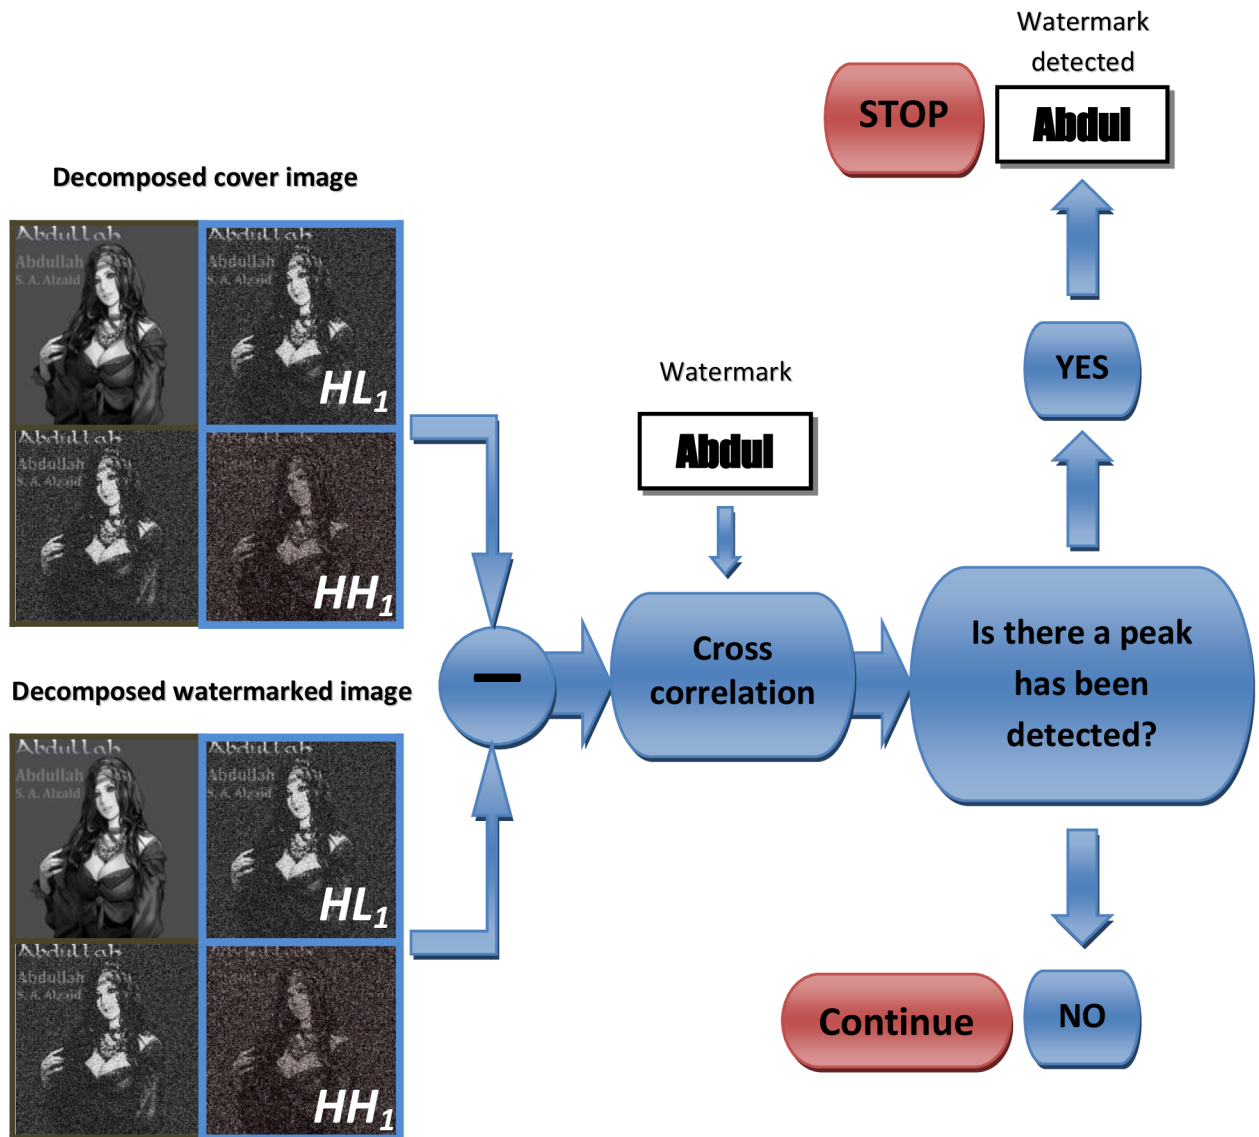 Watermark
detected
STOP
Abdul
Decomposed cover image
Abdullah
Abdullah
S. A. Alzaid
Abdullah
Abdullah
S. A. Alzaid
HL1
Abdullah
Abdullah
S. A. Alzaid
HH1
Watermark
Abdul
YES
Is there a peak
has been
detected?
Cross
correlation
Decomposed watermarked image
Abdullah
Abdullah
S. A. Alzaid
Abdullah
Abdullah
S. A. Alzaid
HL1
Abdullah
Abdullah
S. A. Alzaid
HH1
Continue
NO